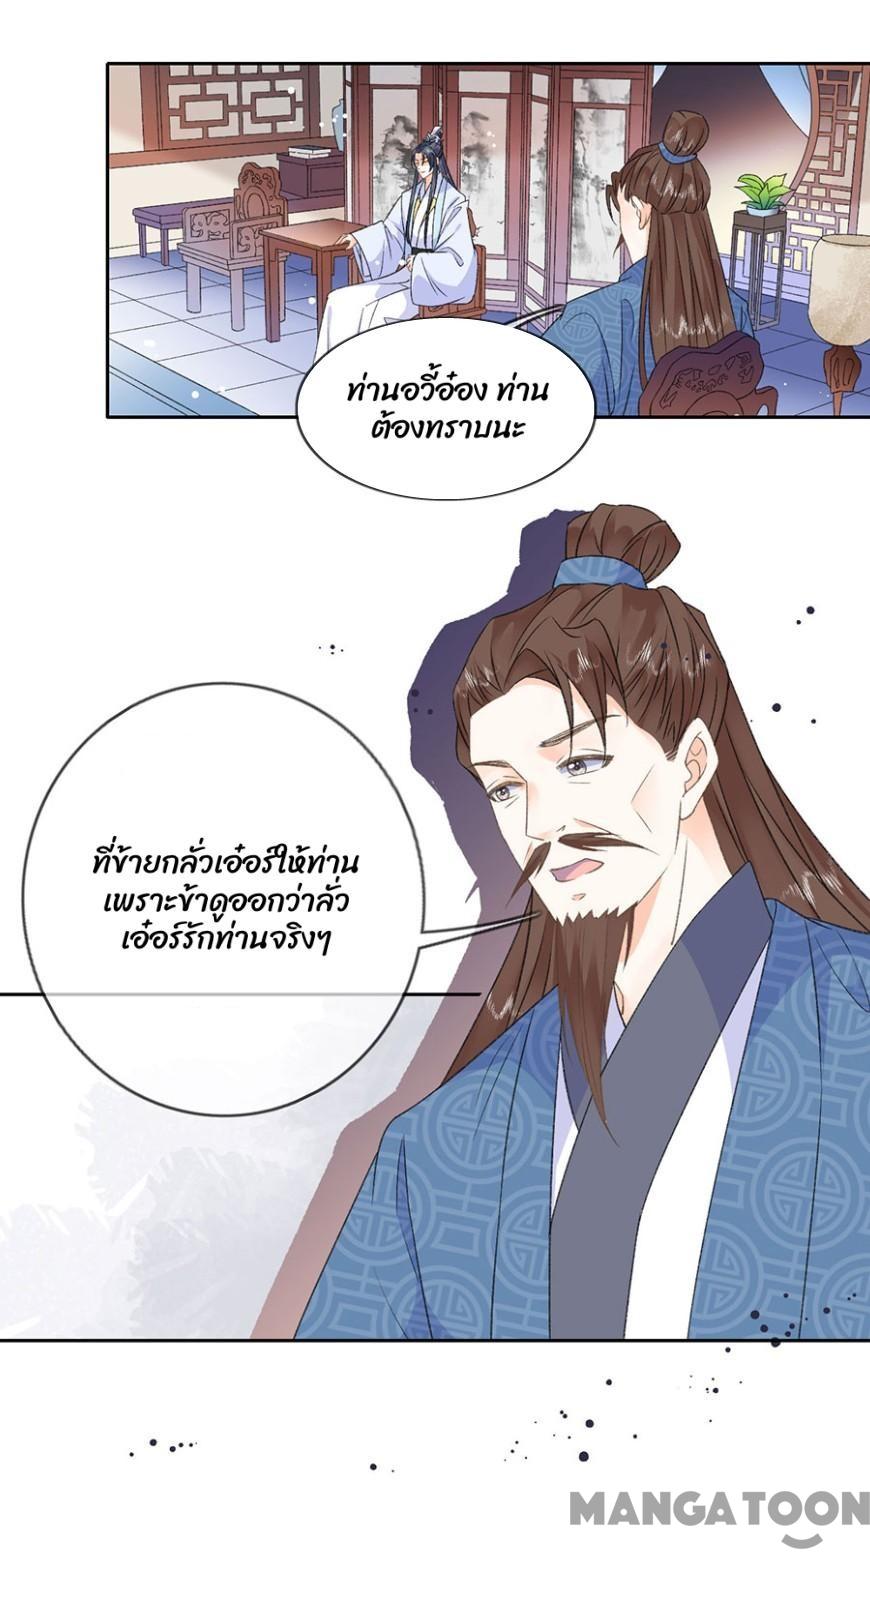 ท่านอวี้อ๋อง ท่าน
ต้องทราบนะ
ที่ข้ายกลั่วเอ๋อร์ให้ท่าน
เพราะข้าดูออกว่าลั่ว
เอ๋อร์รักท่านจริงๆ
MANGATOON